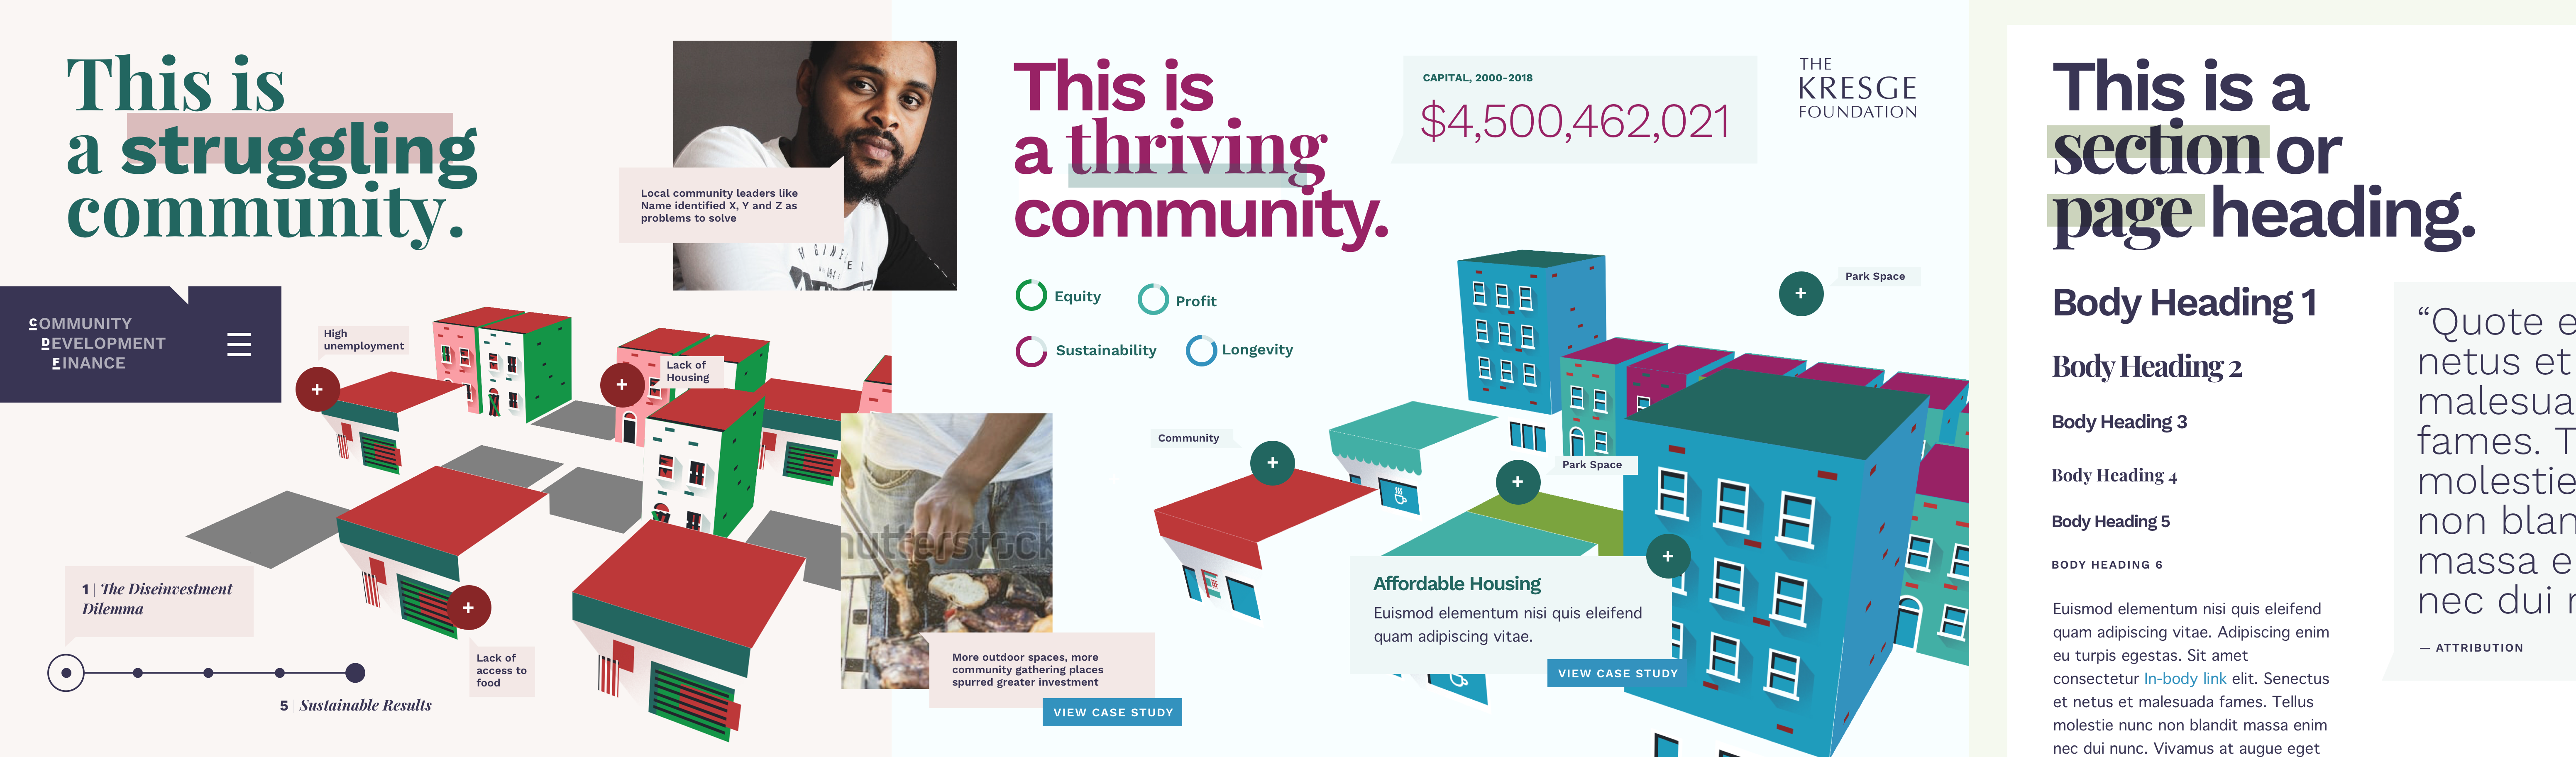 This is
a struggling
community.
Local community leaders like
Name identified X, Y and Z as
problems to solve
COMMUNITY
DEVELOPMENT
FINANCE
High
unemployment
Lack of
Housing
1 | The Diseinvestment
Dilemma
Lack of
access to
food
5 | Sustainable Results
This is
a thriving
community.
CAPITAL, 2000-2018
$4,500,462,021
THE
KRESGE
FOUNDATION
Equity
Profit
Sustainability
Longevity
Park Space
Community
Park Space
hutterstock
Affordable Housing
Euismod elementum nisi quis eleifend
quam adipiscing vitae.
VIEW CASE STUDY
More outdoor spaces, more
community gathering places
spurred greater investment
VIEW CASE STUDY
This is a
section or
page heading.
Body Heading 1
Body Heading 2
Body Heading 3
Body Heading 4
Body Heading 5
BODY HEADING 6
Euismod elementum nisi quis eleifend
quam adipiscing vitae. Adipiscing enim
eu turpis egestas. Sit amet
consectetur In-body link elit. Senectus
et netus et malesuada fames. Tellus
molestie nunc non blandit massa enim
nec dui nunc. Vivamus at augue eget
“Quote e
netus et
malesua
fames. T
molestie
non blan
massa e
nec dui n
— ATTRIBUTION